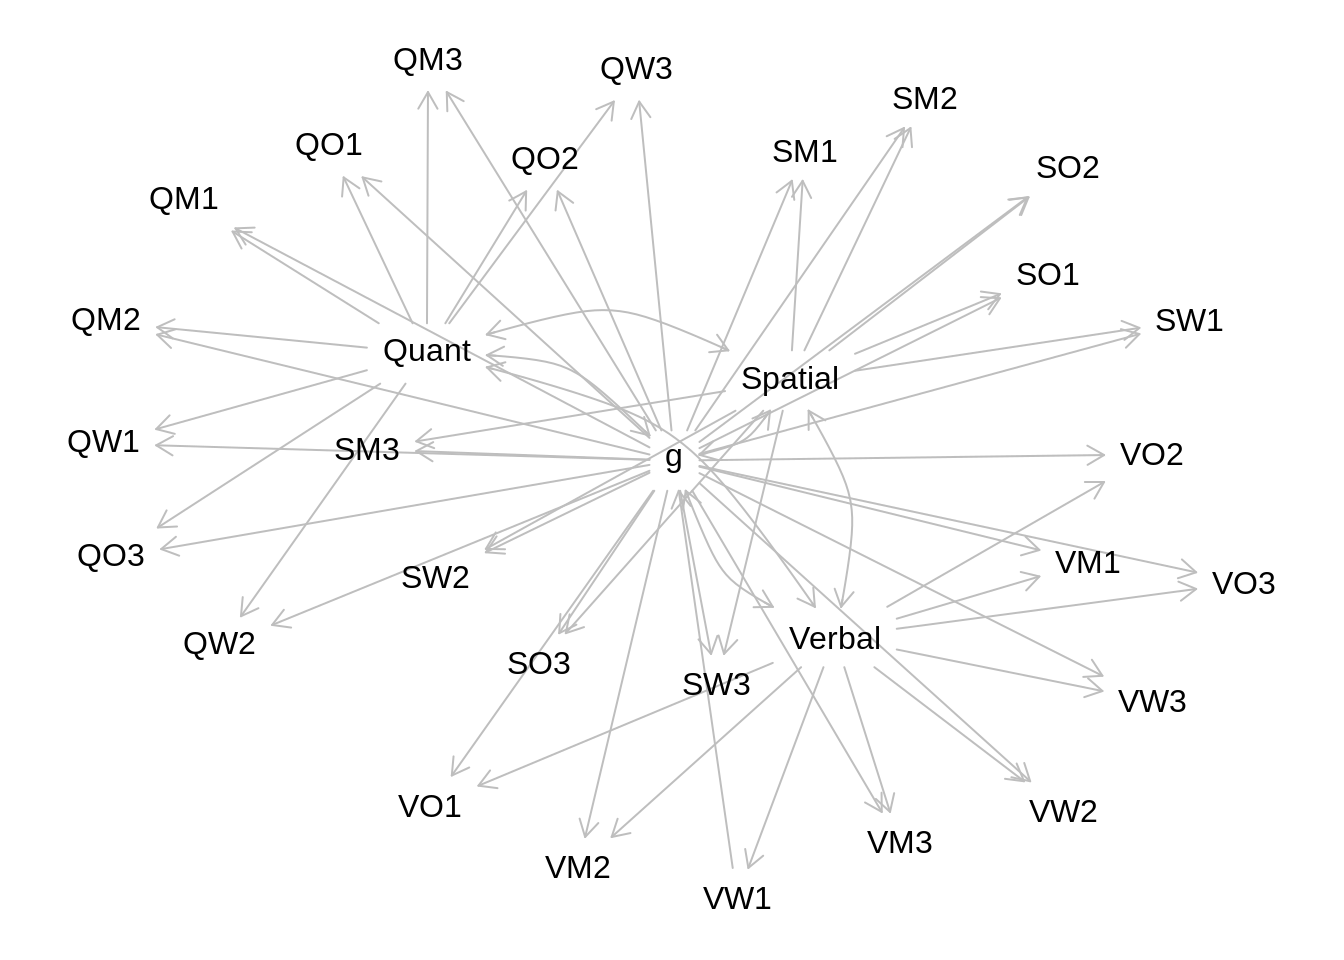 QM3
QW3
SM2
QO1
QO2
SM1
SO2
QM1
SO1
QM2
SW1
Quant
Spatial
QW1
SM3
g
VO2
QO3
SW2
VM1
VO3
QW2
SO3
SW3
Verbal
VW3
VO1
VW2
VM3
VM2
VW1